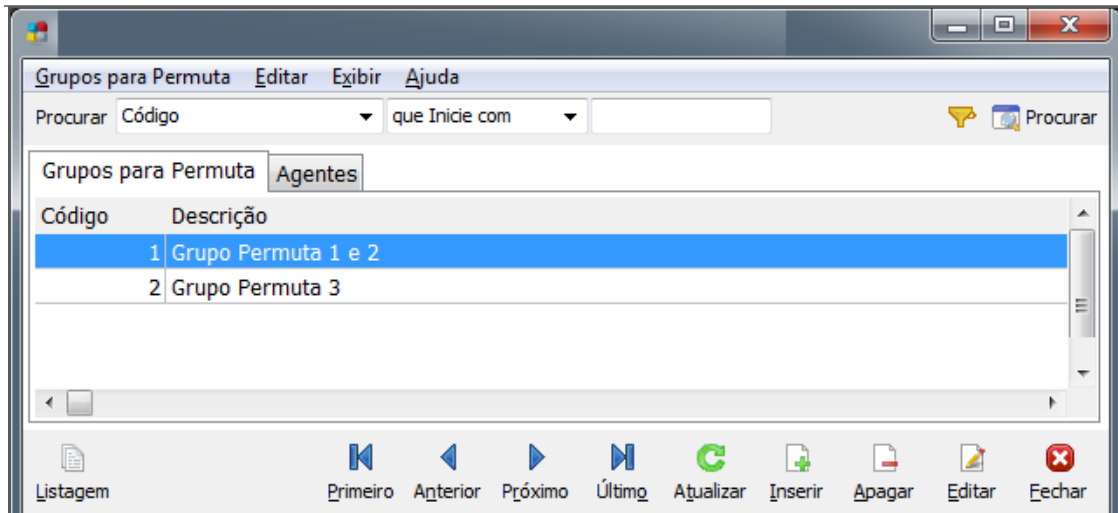 Grupos para Permuta Editar Exibir Ajuda
Procurar Código que Inicie com Procurar
Grupos para Permuta Agentes
Código Descrição
1 Grupo Permuta 1 e 2
2 Grupo Permuta 3
Listagem Primeiro Anterior Próximo Último Atualizar Inserir Apagar Editar Fechar